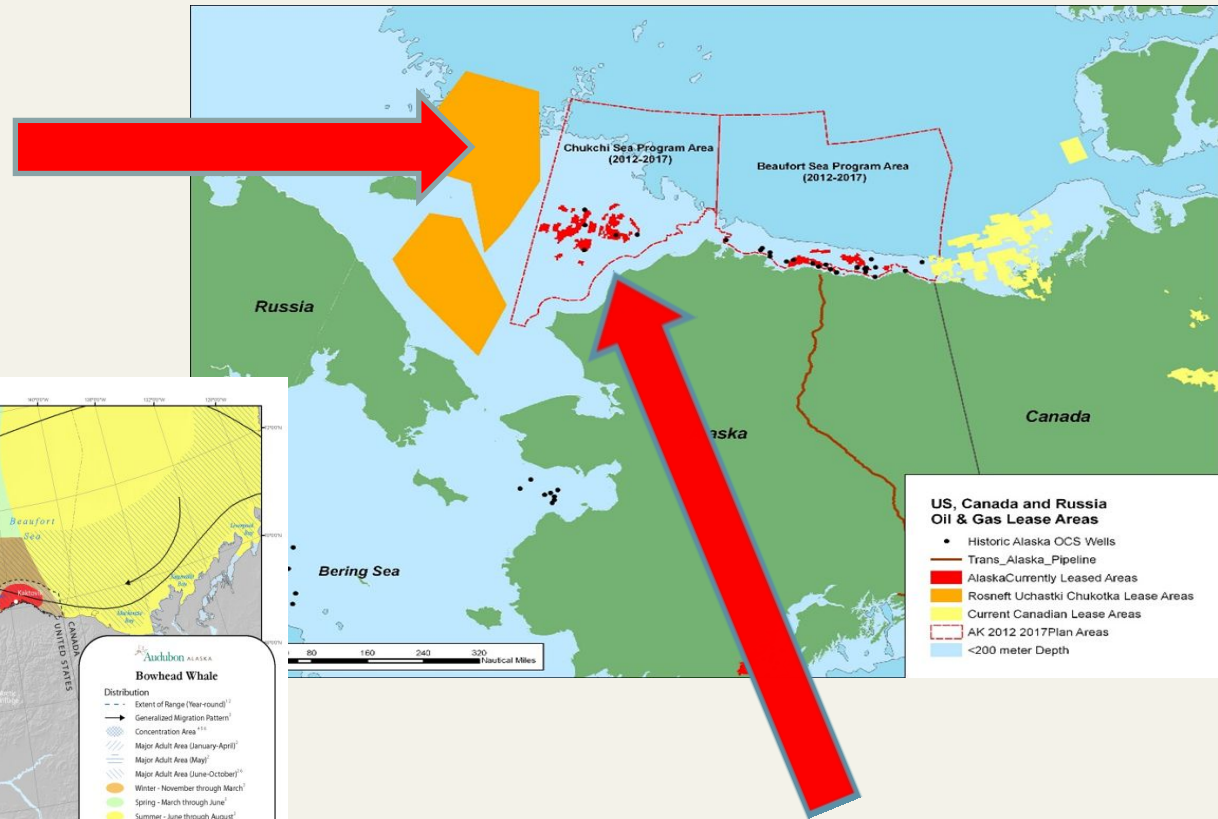 Chukchi Sea Program Area
(2012-2017)
Beaufort Sea Program Area
(2012-2017)
Russia
aska
Canada
Bering Sea
80 160 240 320
Nautical Miles
US, Canada and Russia
Oil & Gas Lease Areas
Historic Alaska OCS Wells
Trans_Alaska_Pipeline
AlaskaCurrently Leased Areas
Rosneft Uchastki Chukotka Lease Areas
Current Canadian Lease Areas
AK 2012 2017Plan Areas
<200 meter Depth
Beaufort
Sea
Kaktovik
CANADA
UNITED STATES
Audubon ALASKA
Bowhead Whale
Distribution
Extent of Range (Year-round)
Generalized Migration Pattern
Concentration Area
Major Adult Area (January-April)
Major Adult Area (May)
Major Adult Area (June-October)
Winter - November through March
Spring - March through June
Summer - June through August